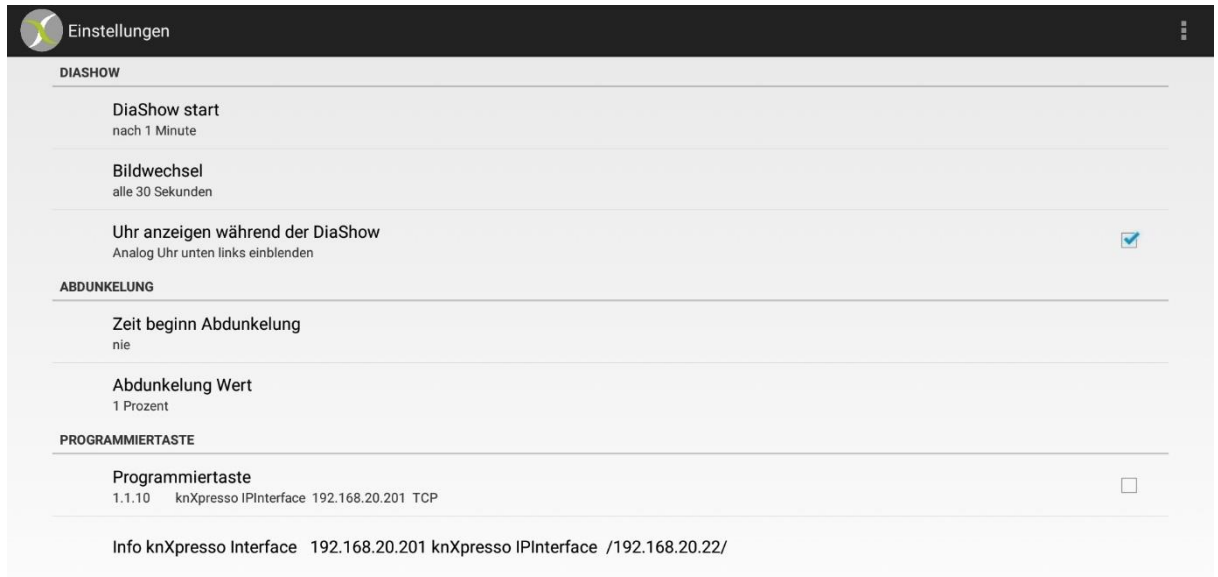 Einstellungen
DIASHOW
DiaShow start
nach 1 Minute
Bildwechsel
alle 30 Sekunden
Uhr anzeigen während der DiaShow
Analog Uhr unten links einblenden
ABDUNKELUNG
Zeit beginn Abdunkelung
nie
Abdunkelung Wert
1 Prozent
PROGRAMMIERTASTE
Programmiertaste
1.1.10 knXpresso IPInterface 192.168.20.201 TCP
Info knXpresso Interface 192.168.20.201 knXpresso IPInterface /192.168.20.22/